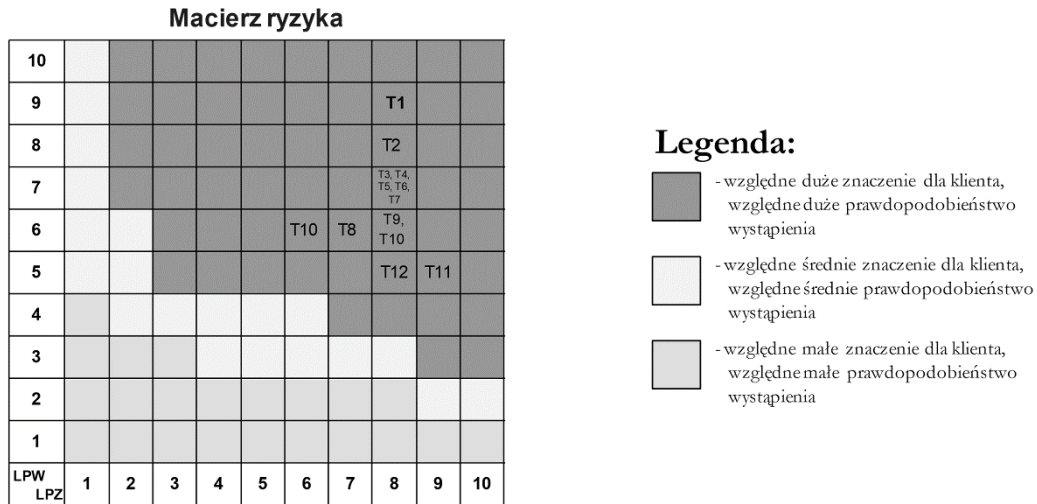 Macierz ryzyka
10
9 T1
8 T2
7 T3, T4,
T5, T6,
T7
6 T10 T8 T9,
T10
5 T12 T11
4
3
2
1
LPW
LPZ 1 2 3 4 5 6 7 8 9 10
Legenda:
- względne duże znaczenie dla klienta,
względne duże prawdopodobieństwo
wystąpienia
- względne średnie znaczenie dla klienta,
względne średnie prawdopodobieństwo
wystąpienia
- względne małe znaczenie dla klienta,
względne małe prawdopodobieństwo
wystąpienia